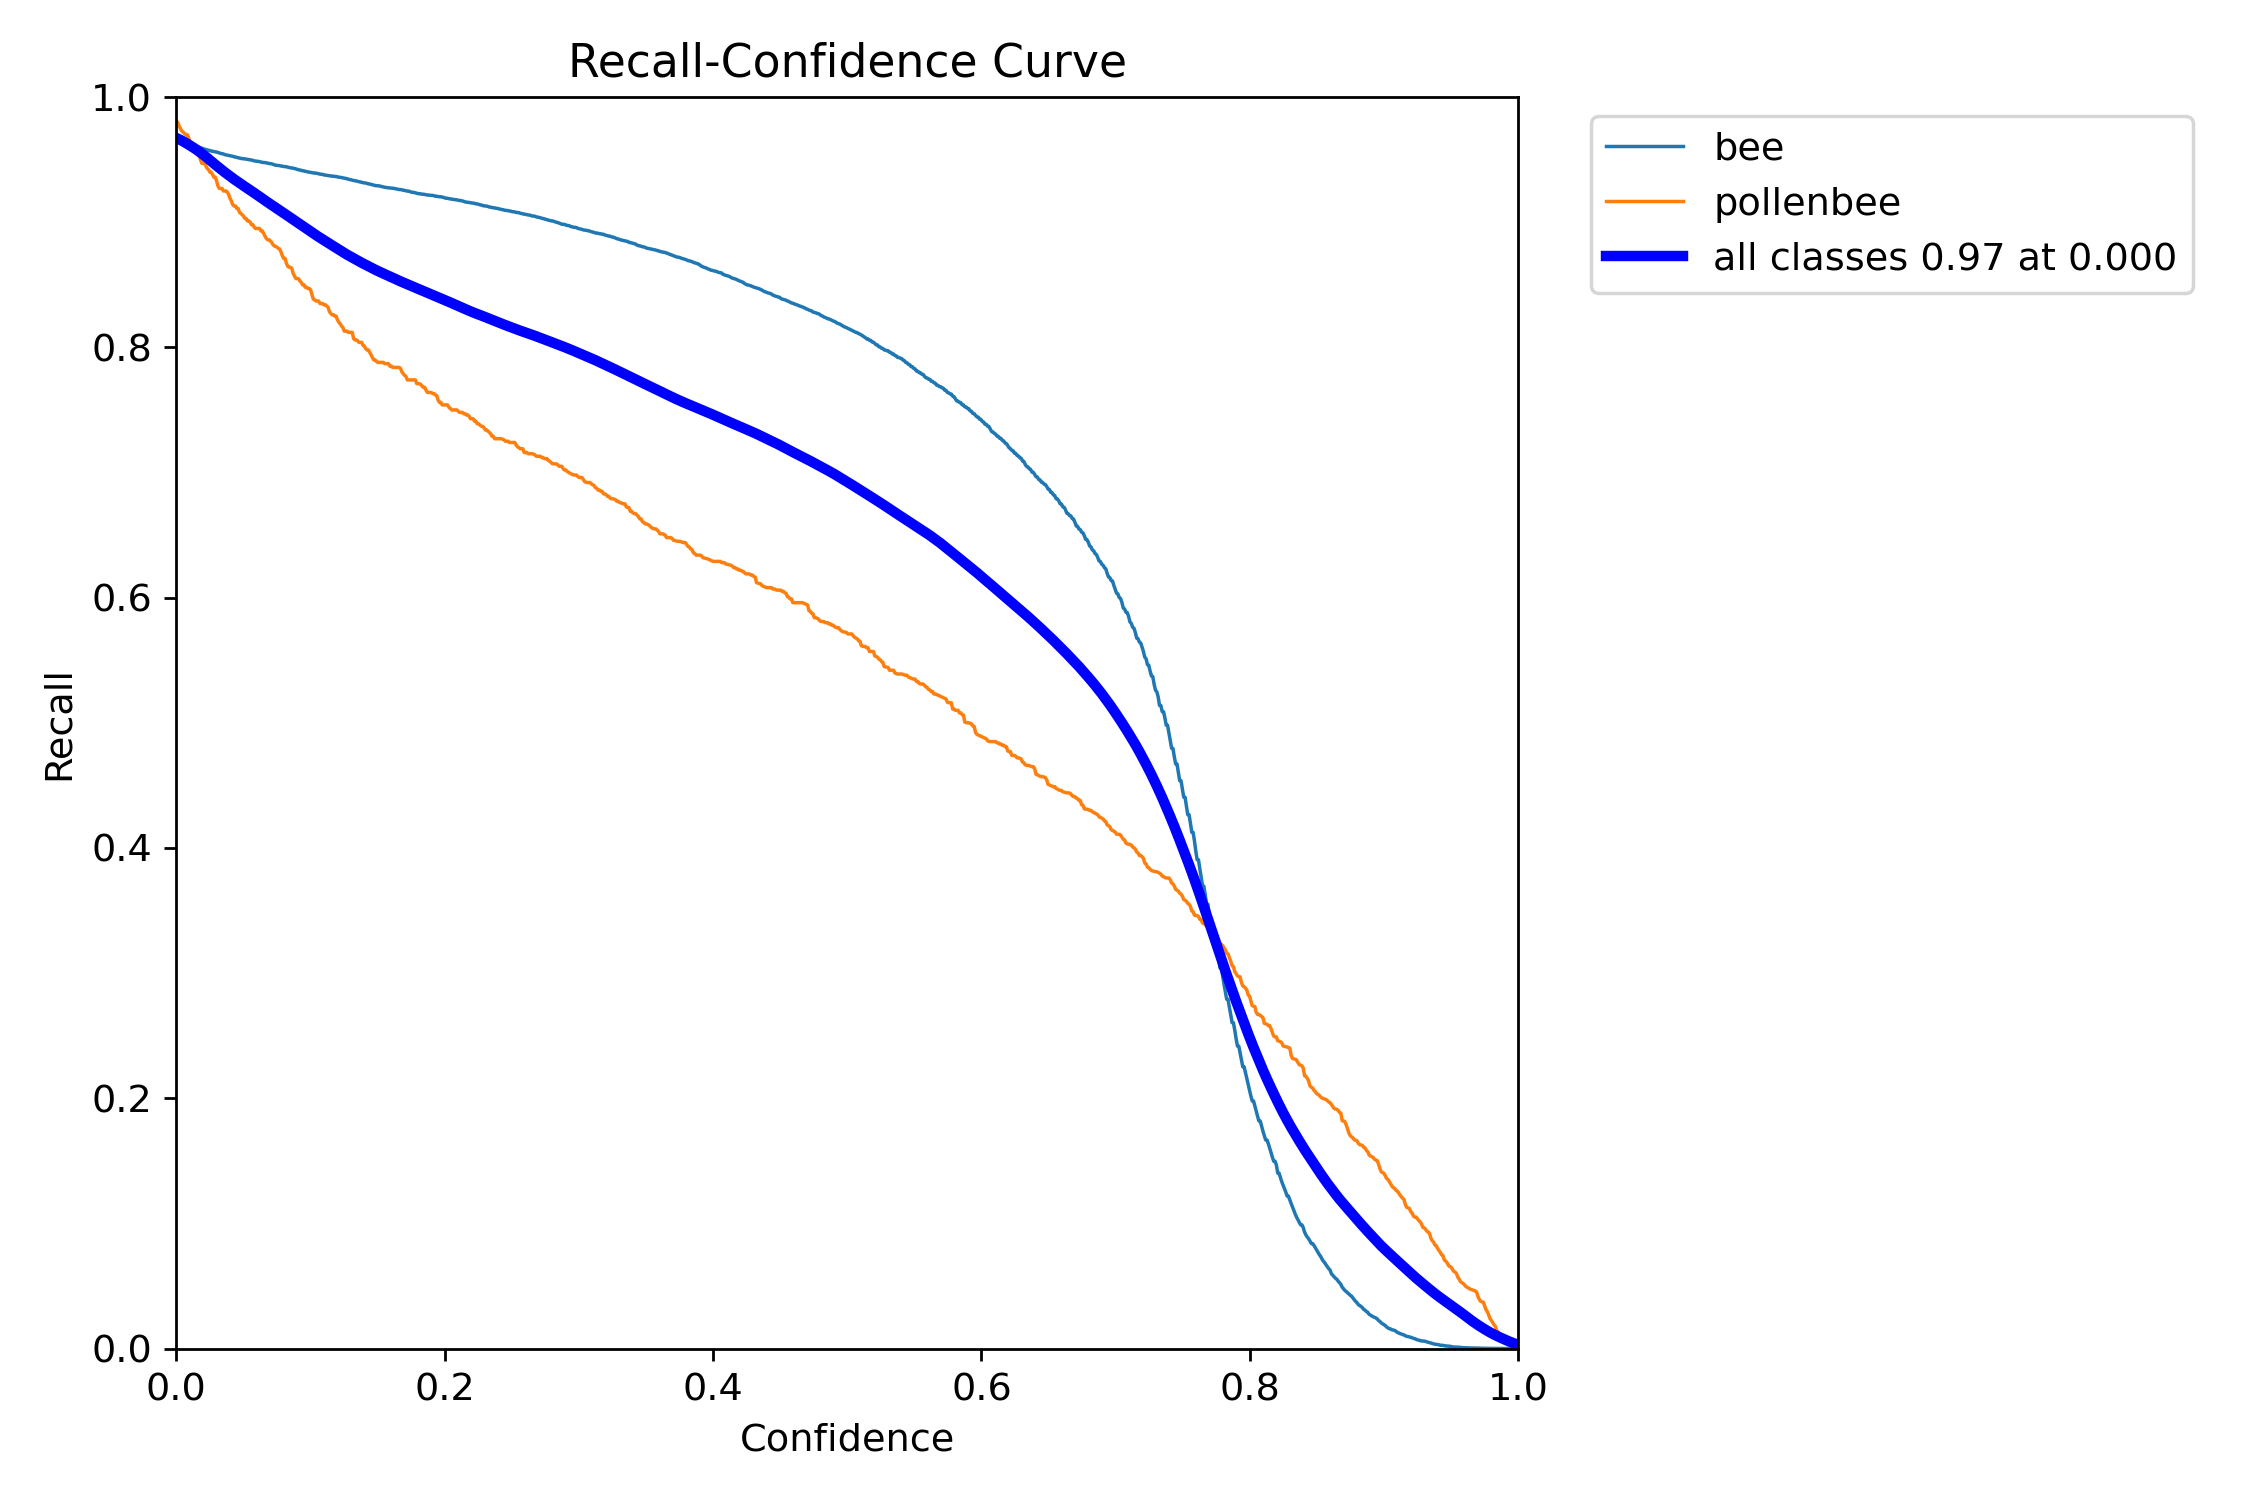 Recall-Confidence Curve
1.0
0.8
0.6
0.4
0.2
0.0
Recall
0.0 0.2 0.4 0.6 0.8 1.0
Confidence
bee
pollenbee
all classes 0.97 at 0.000